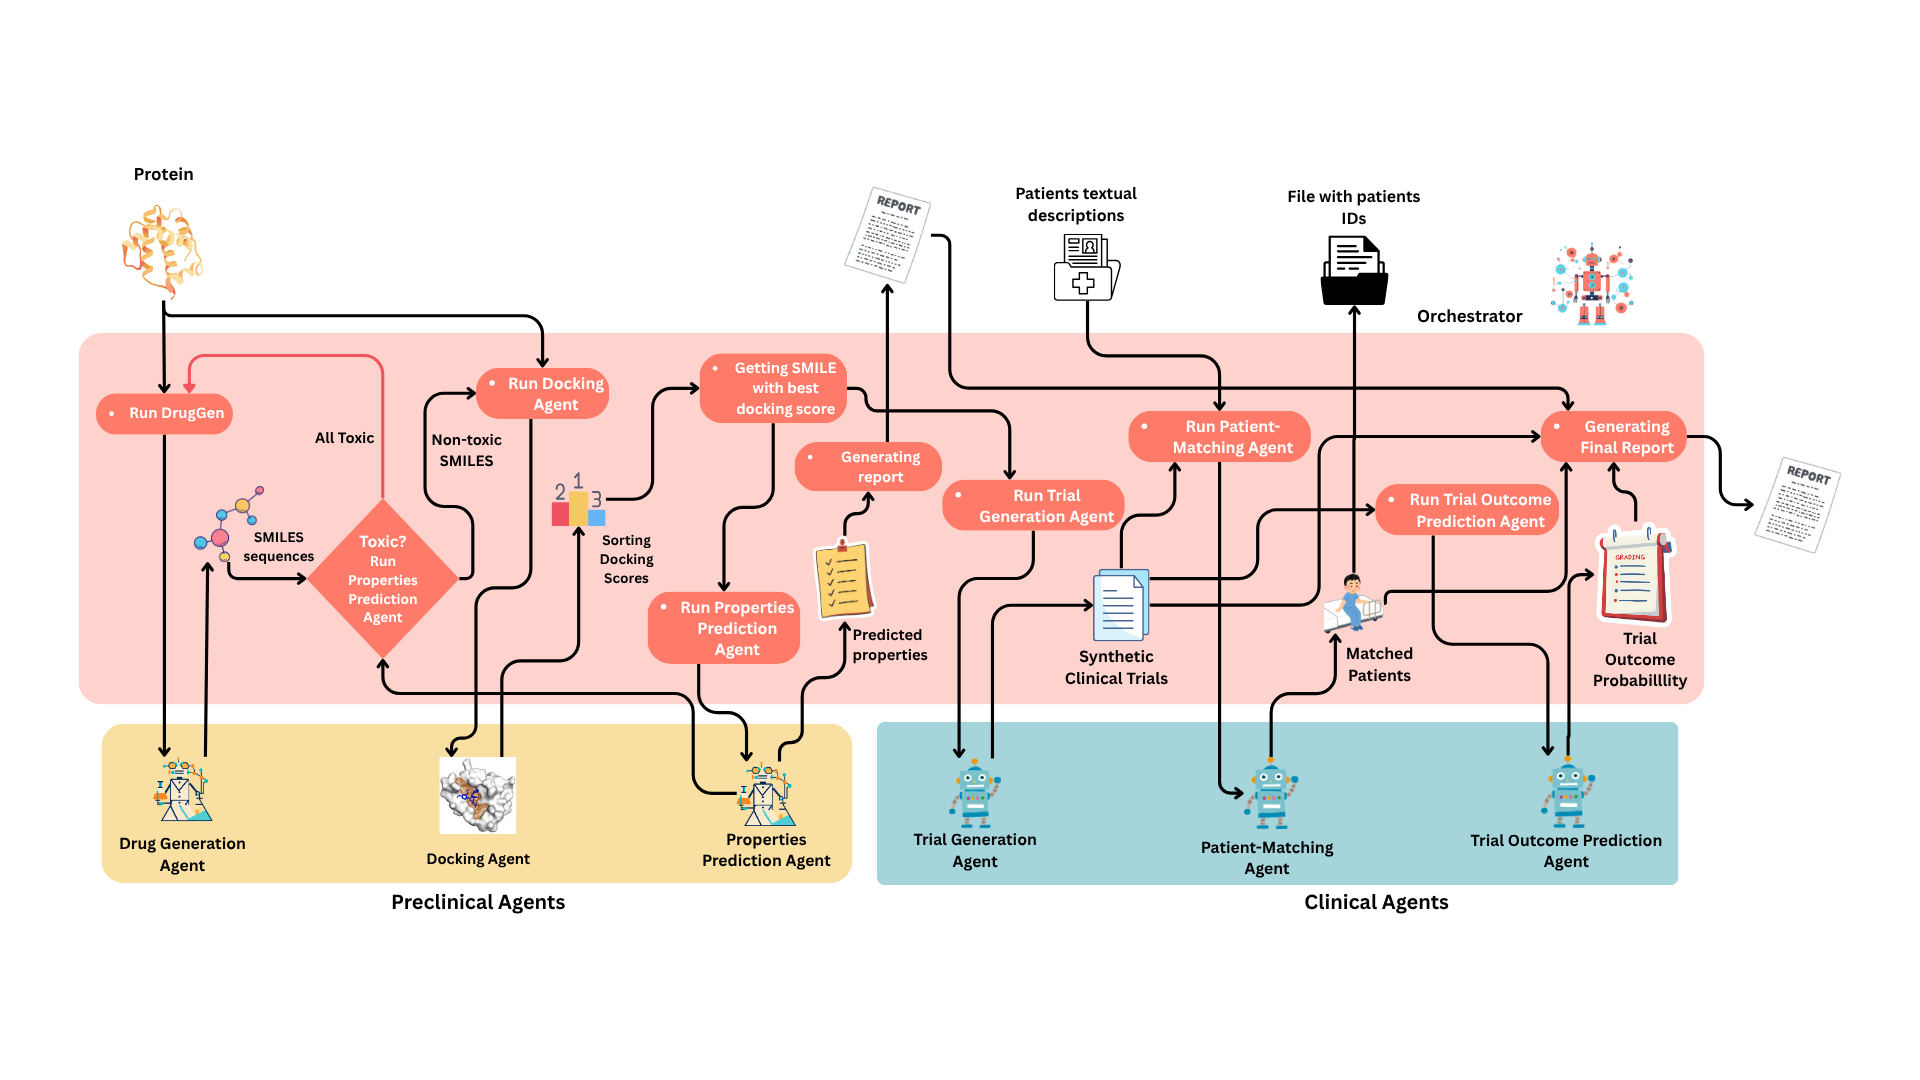 Protein
REPORT
Patients textual
descriptions
File with patients
IDs
Orchestrator
Run DrugGen
All Toxic
Non-toxic
SMILES
Run Docking
Agent
Getting SMILE
with best
docking score
Generating
report
Run Trial
Generation Agent
Run Patient-
Matching Agent
Generating
Final Report
Run Trial Outcome
Prediction Agent
REPORT
SMILES
sequences
Toxic?
Run
Properties
Prediction
Agent
2 1 3
Sorting
Docking
Scores
Run Properties
Prediction
Agent
Predicted
properties
Synthetic
Clinical Trials
Matched
Patients
GRADING
Trial
Outcome
Probabilllity
Drug Generation
Agent
Docking Agent
Properties
Prediction Agent
Trial Generation
Agent
Patient-Matching
Agent
Trial Outcome Prediction
Agent
Preclinical Agents
Clinical Agents